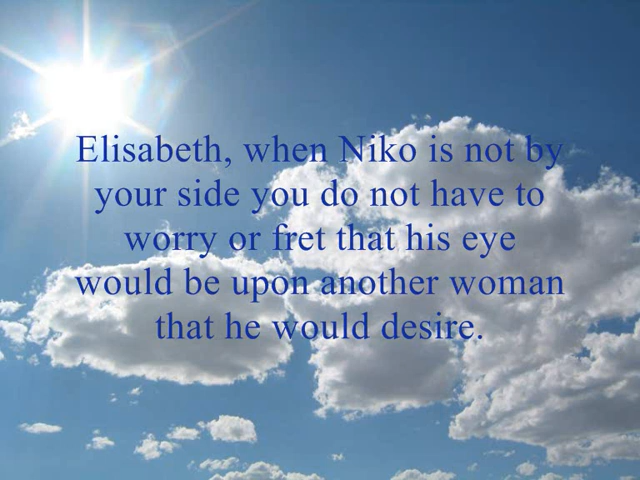 Elisabeth, when Niko is not by
your side you do not have to
worry or fret that his eye
would be upon another woman
that he would desire.